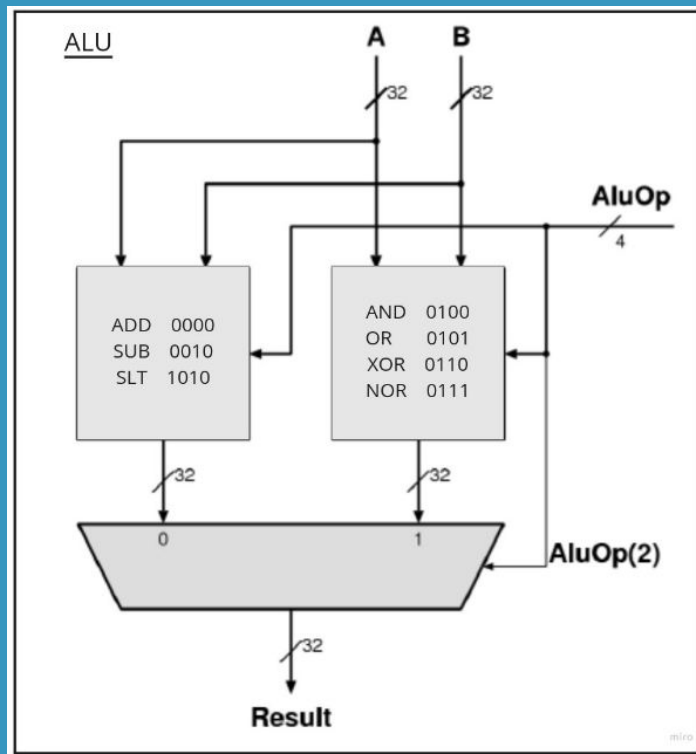 ALU
A B
32 32
AluOp
4
ADD 0000
SUB 0010
SLT 1010
AND 0100
OR 0101
XOR 0110
NOR 0111
32 32
0 1
AluOp(2)
32
Result
miro